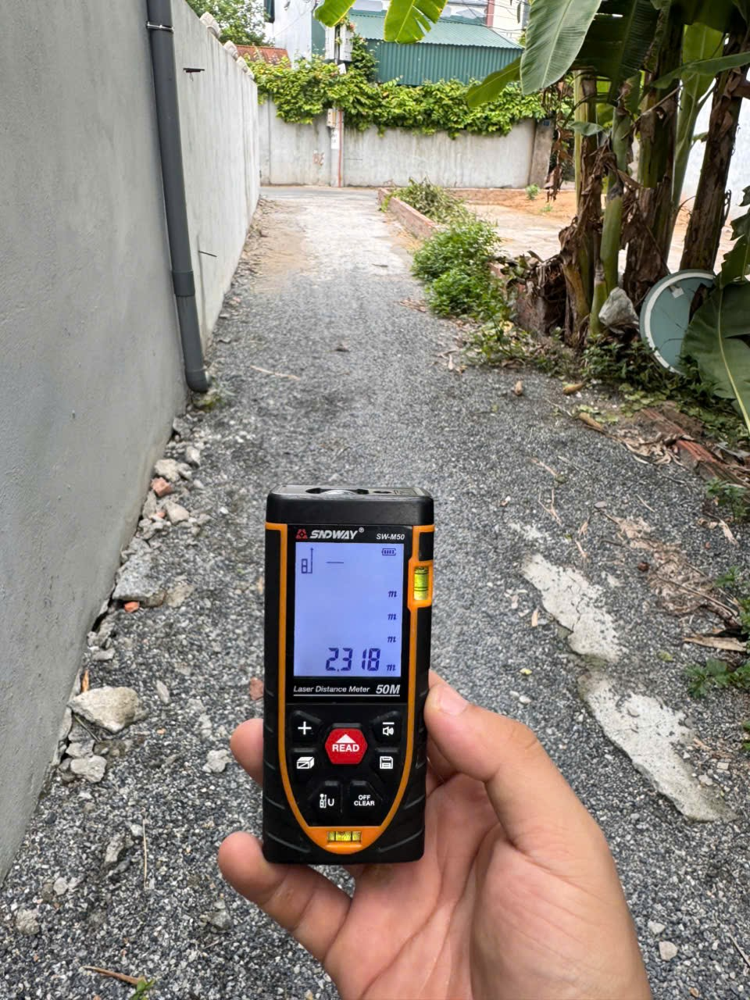 SNDWAY® SW-M50
m
m
m
2.318 m
Laser Distance Meter 50M
READ
U
OFF
CLEAR